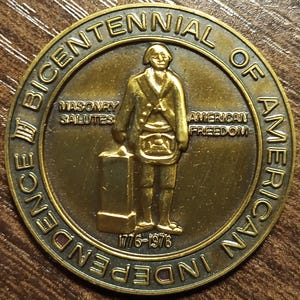 BICENTENNIAL OF AMERICAN INDEPENDENCE
MASONRY
SALUTES
AMERICAN
FREEDOM
1776-1976